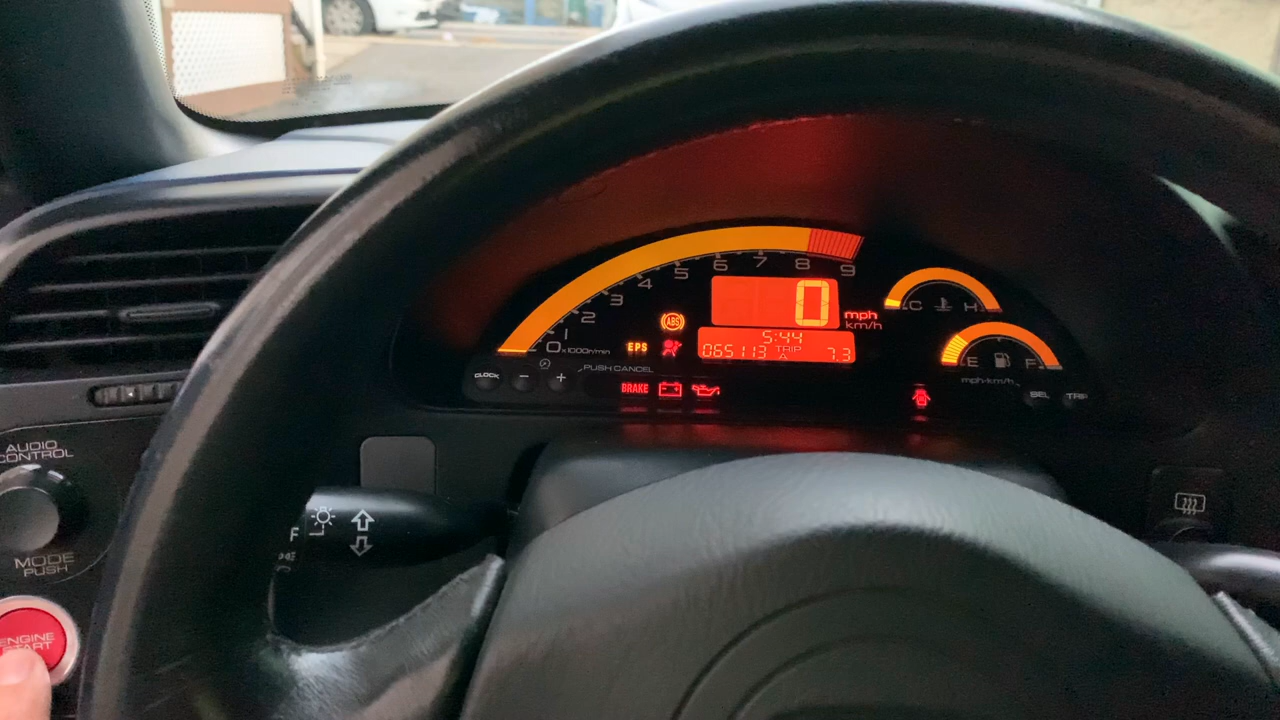 0 1 2 3 4 5 6 7 8 9
x1000r/min
0
mph
km/h
5:44
065113 TRIP A 7.3
ABS
EPS
BRAKE
CLOCK
− +
PUSH CANCEL
C H
E F
mph·km/h
SEL
TRIP
AUDIO
CONTROL
MODE
PUSH
ENGINE
START
F